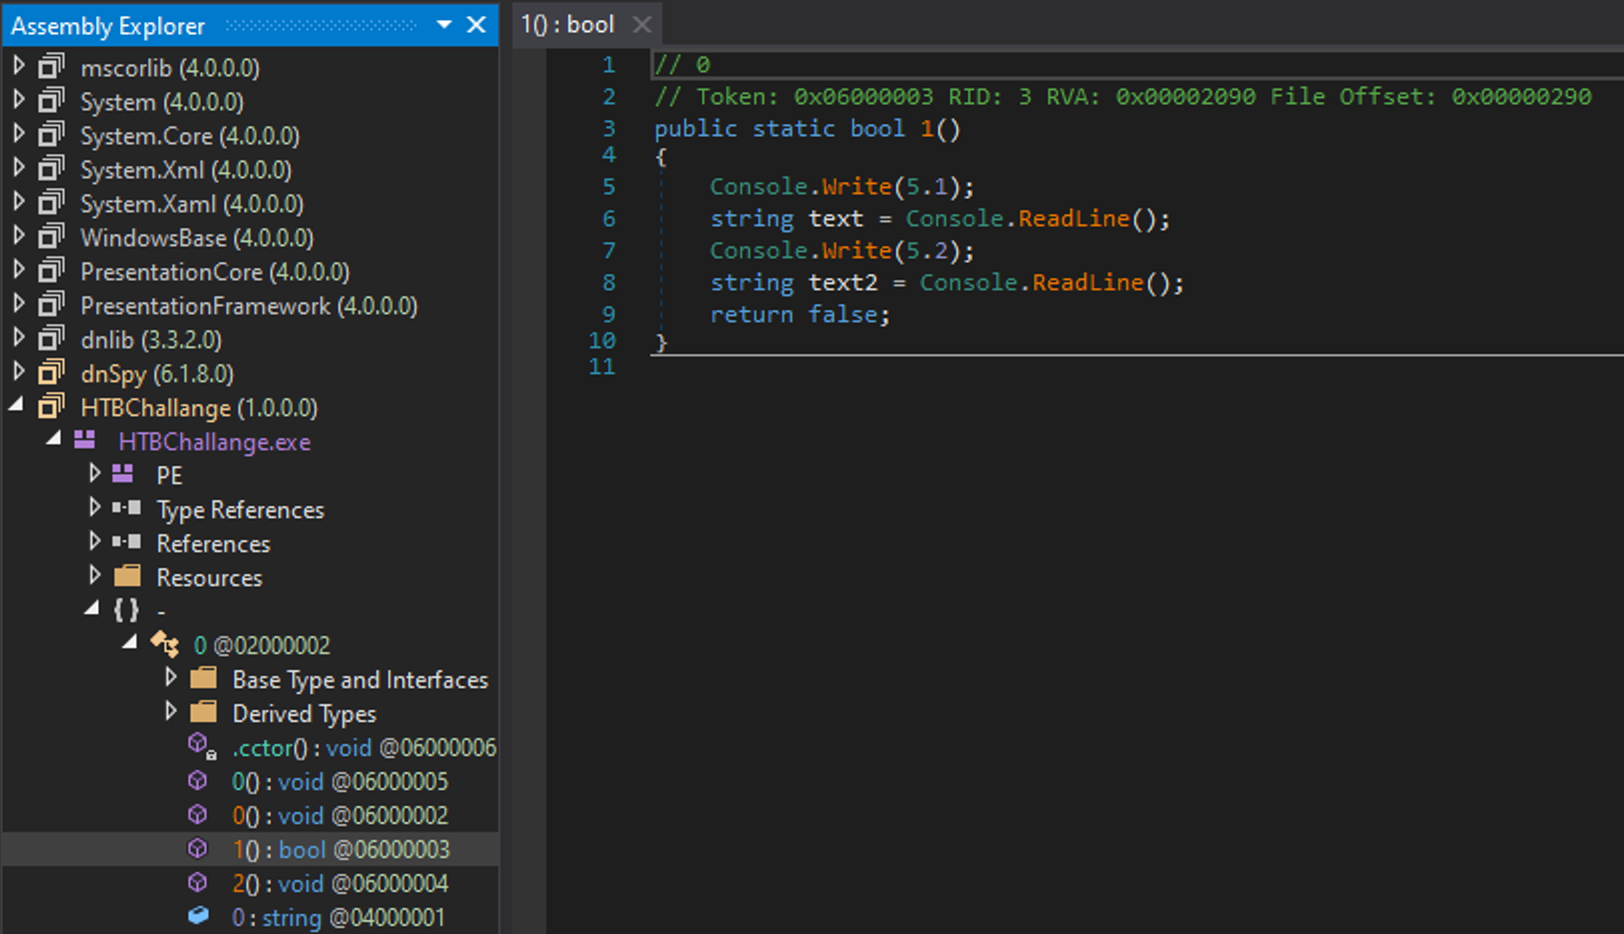 Assembly Explorer
mscorlib (4.0.0.0)
System (4.0.0.0)
System.Core (4.0.0.0)
System.Xml (4.0.0.0)
System.Xaml (4.0.0.0)
WindowsBase (4.0.0.0)
PresentationCore (4.0.0.0)
PresentationFramework (4.0.0.0)
dnlib (3.3.2.0)
dnSpy (6.1.8.0)
HTBChallange (1.0.0.0)
HTBChallange.exe
PE
Type References
References
Resources
{ } -
0 @02000002
Base Type and Interfaces
Derived Types
.cctor() : void @06000006
0() : void @06000005
0() : void @06000002
1() : bool @06000003
2() : void @06000004
0 : string @04000001
1() : bool
1 // 0
2 // Token: 0x06000003 RID: 3 RVA: 0x00002090 File Offset: 0x00000290
3 public static bool 1()
4 {
5 Console.Write(5.1);
6 string text = Console.ReadLine();
7 Console.Write(5.2);
8 string text2 = Console.ReadLine();
9 return false;
10 }
11